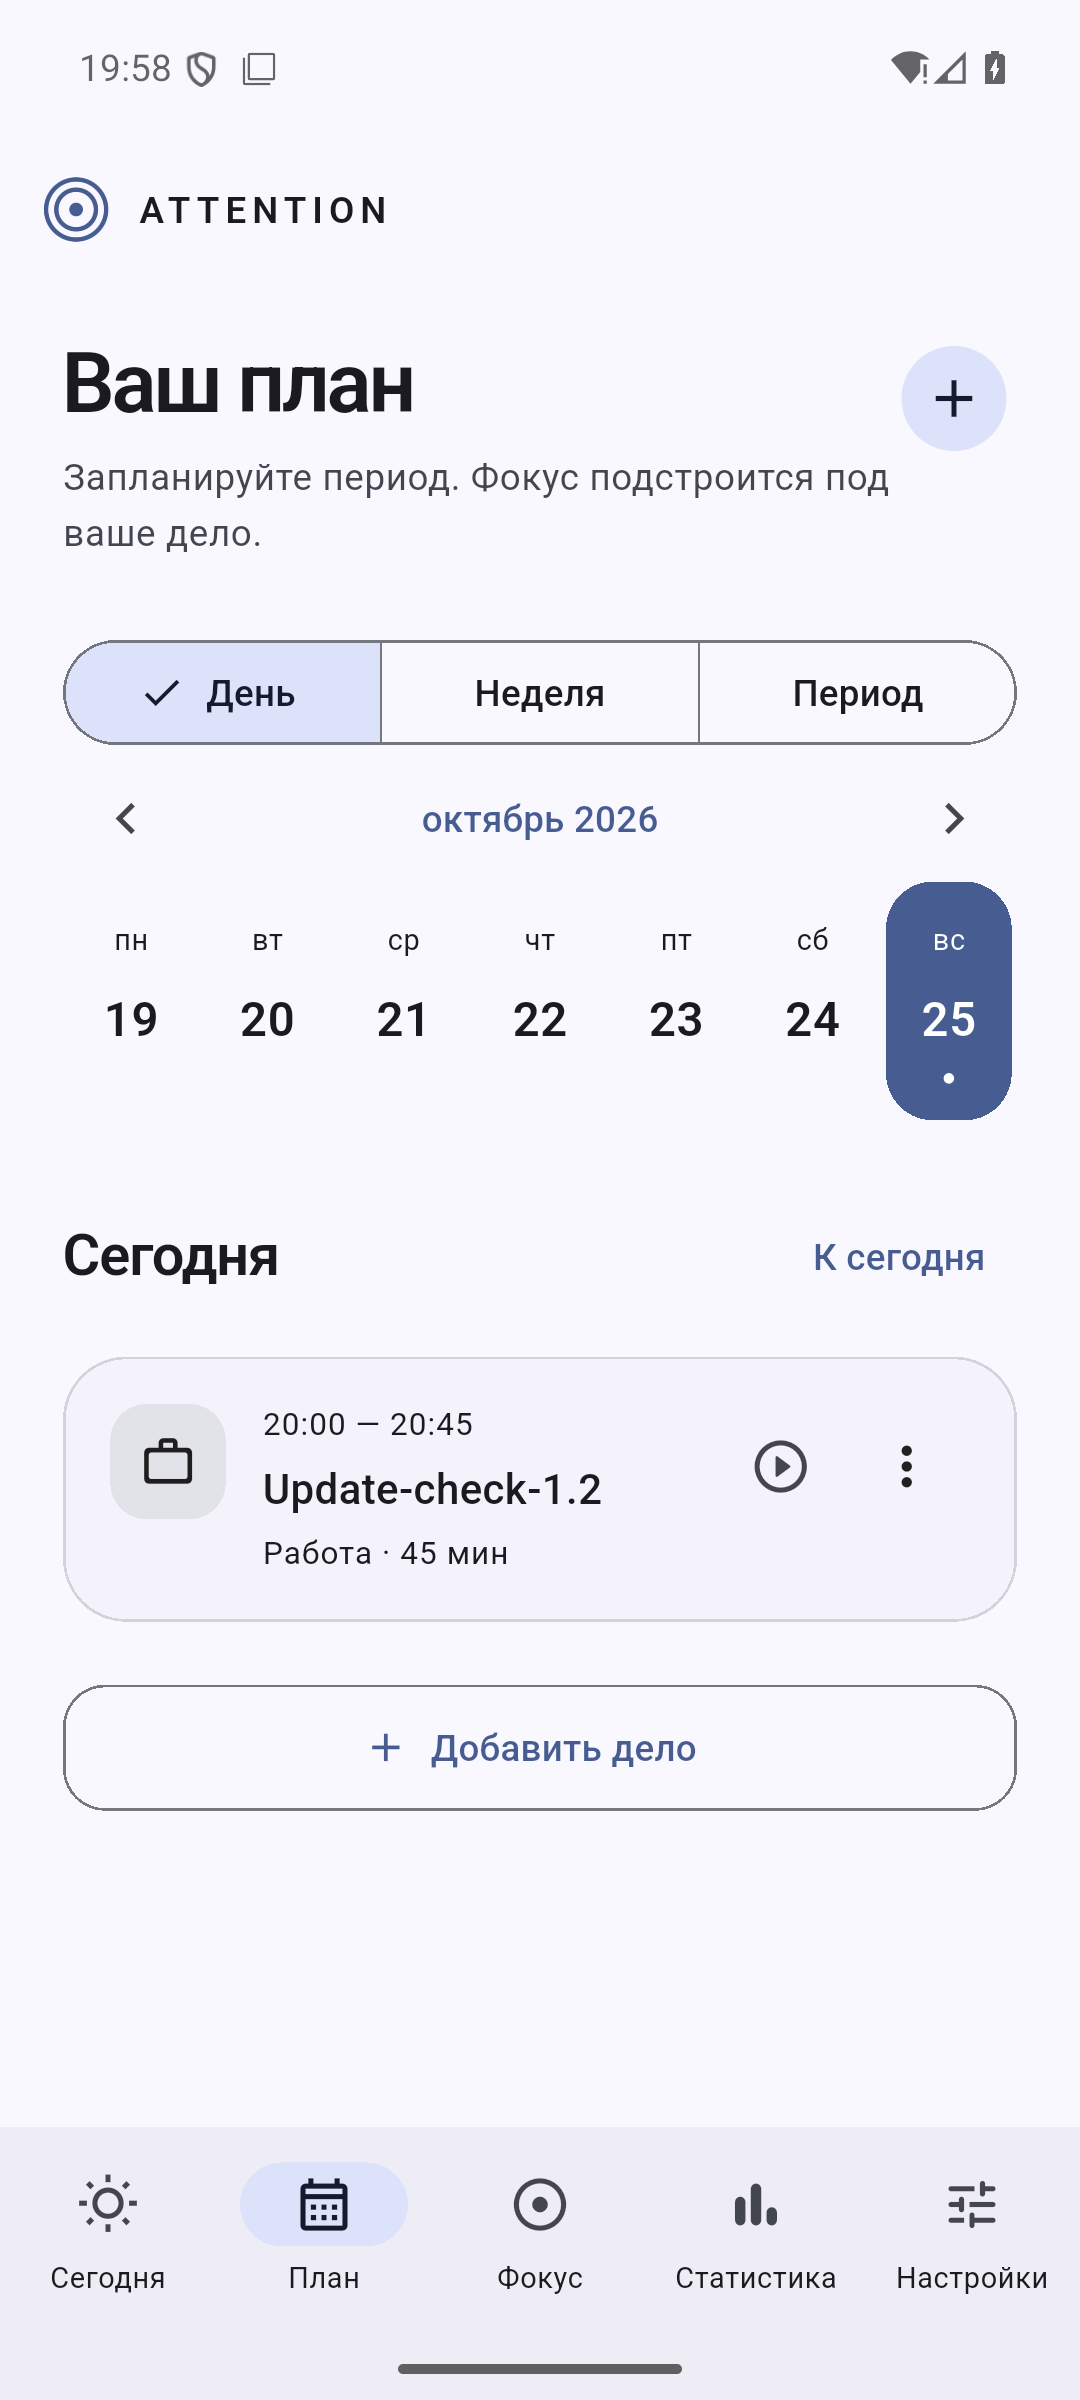 19:58
ATTENTION
Ваш план
Запланируйте период. Фокус подстроится под
ваше дело.
День
Неделя
Период
октябрь 2026
пн вт ср чт пт сб вс
19 20 21 22 23 24 25
Сегодня
К сегодня
20:00 — 20:45
Update-check-1.2
Работа · 45 мин
Добавить дело
Сегодня План Фокус Статистика Настройки